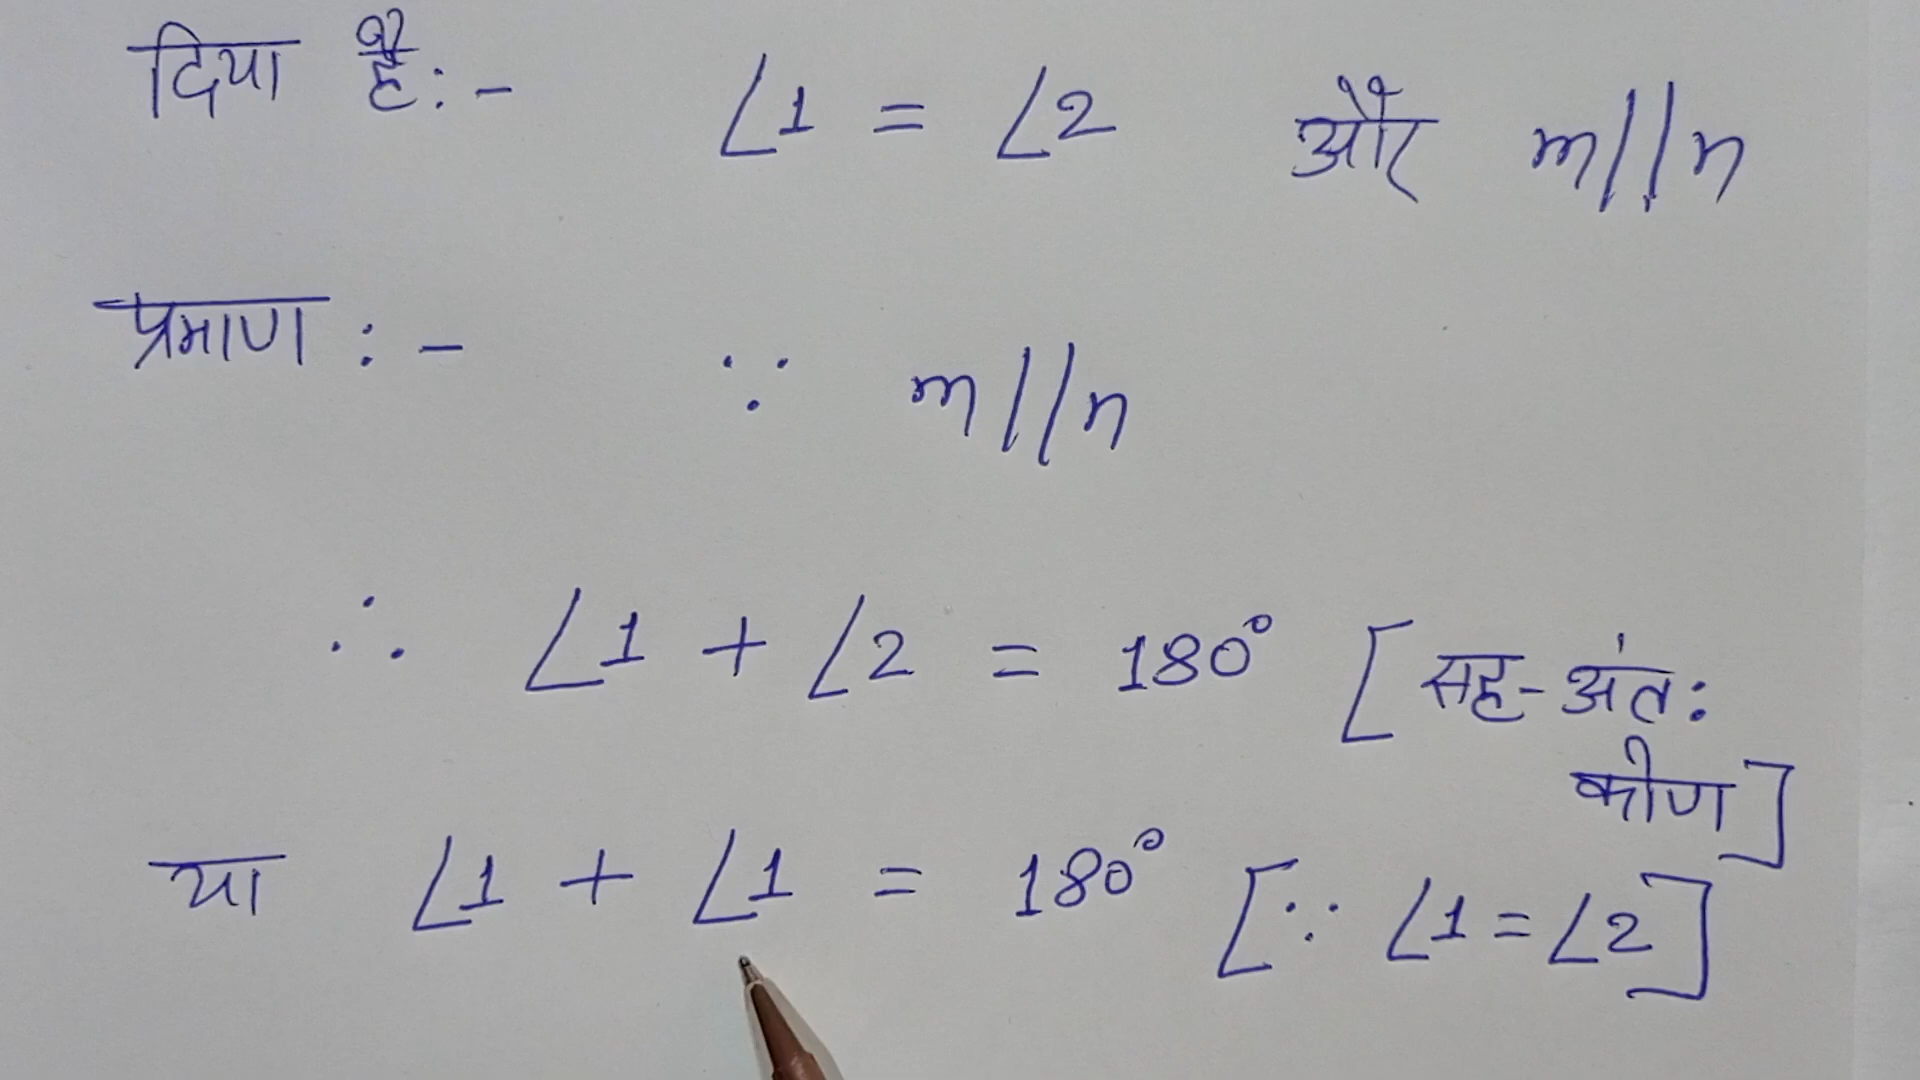 दिया है:- ∠1 = ∠2 और m||n
प्रमाण :- ∵ m||n
∴ ∠1 + ∠2 = 180° [सह-अंत:
कोण]
या ∠1 + ∠1 = 180° [∵ ∠1 = ∠2]